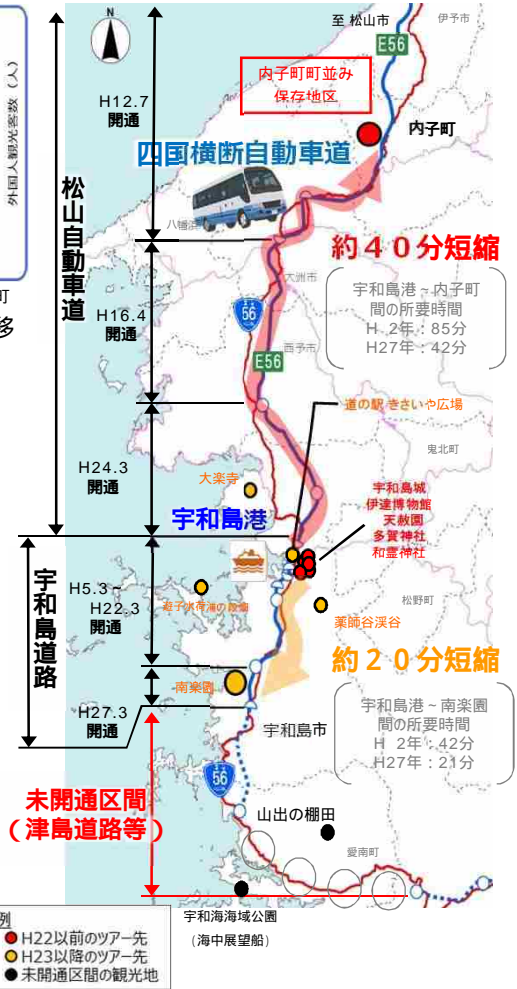 外国人観光客数（人）
町
移
N
至 松山市
伊予市
E56
内子町町並み
保存地区
内子町
H12.7
開通
四国横断自動車道
八幡浜
松山自動車道
約４０分短縮
大洲市
宇和島港～内子町
間の所要時間
H 2年：85分
H27年：42分
56
H16.4
開通
西予市
E56
道の駅 きさいや広場
鬼北町
H24.3
開通
大楽寺
宇和島港
宇和島城
伊達博物館
天赦園
多賀神社
和霊神社
宇和島道路
H5.3～
H22.3
開通
遊子水荷浦の段畑
松野町
薬師谷渓谷
約２０分短縮
南楽園
H27.3
開通
宇和島港～南楽園
間の所要時間
H 2年：42分
H27年：21分
宇和島市
56
未開通区間
（津島道路等）
山出の棚田
愛南町
宇和海海域公園
（海中展望船）
例
H22以前のツアー先
H23以降のツアー先
未開通区間の観光地